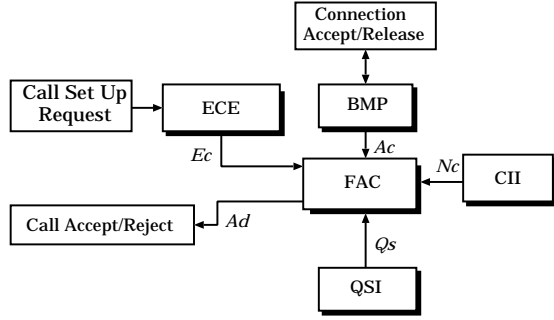 Connection
Accept/Release
Call Set Up
Request
ECE
BMP
Ec
Ac
Nc
FAC
CII
Call Accept/Reject
Ad
Qs
QSI